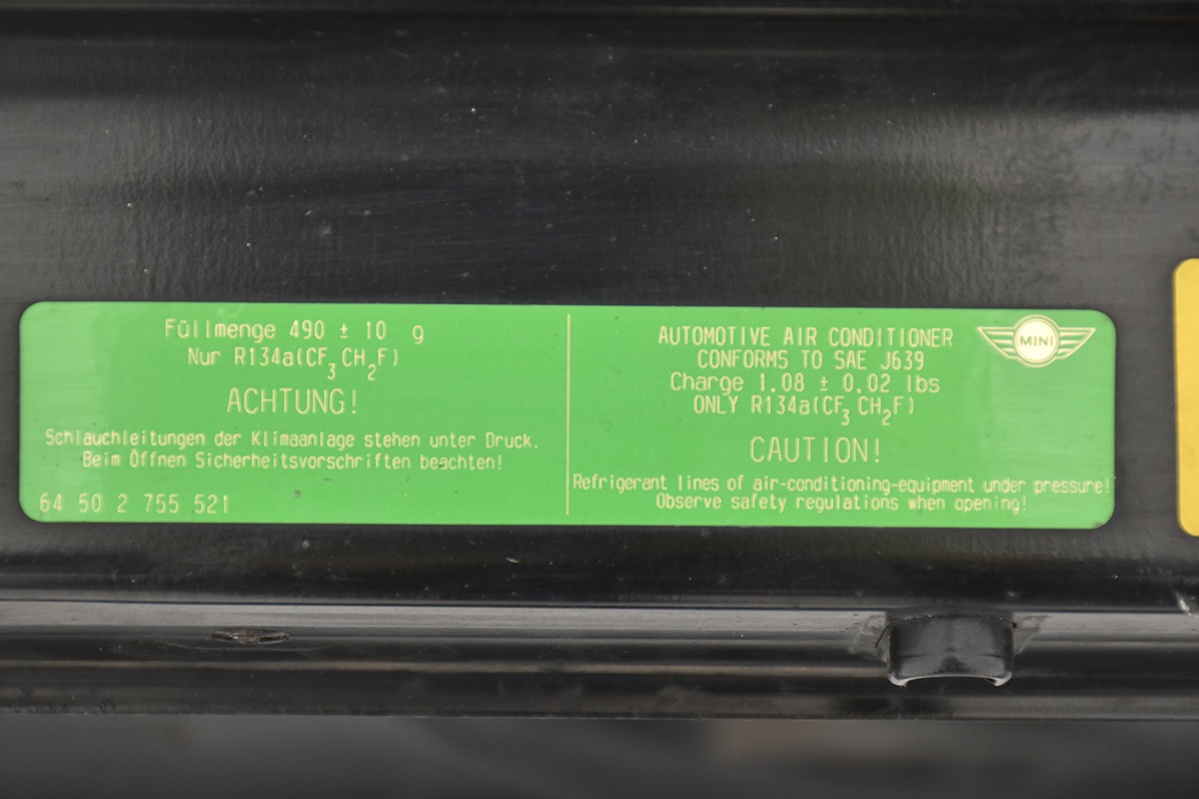 Füllmenge 490 ± 10 g
Nur R134a(CF₃CH₂F)
ACHTUNG!
Schlauchleitungen der Klimaanlage stehen unter Druck.
Beim Öffnen Sicherheitsvorschriften beachten!
64 50 2 755 521
AUTOMOTIVE AIR CONDITIONER
CONFORMS TO SAE J639
Charge 1.08 ± 0.02 lbs
ONLY R134a(CF₃CH₂F)
CAUTION!
Refrigerant lines of air-conditioning-equipment under pressure!
Observe safety regulations when opening!
MINI